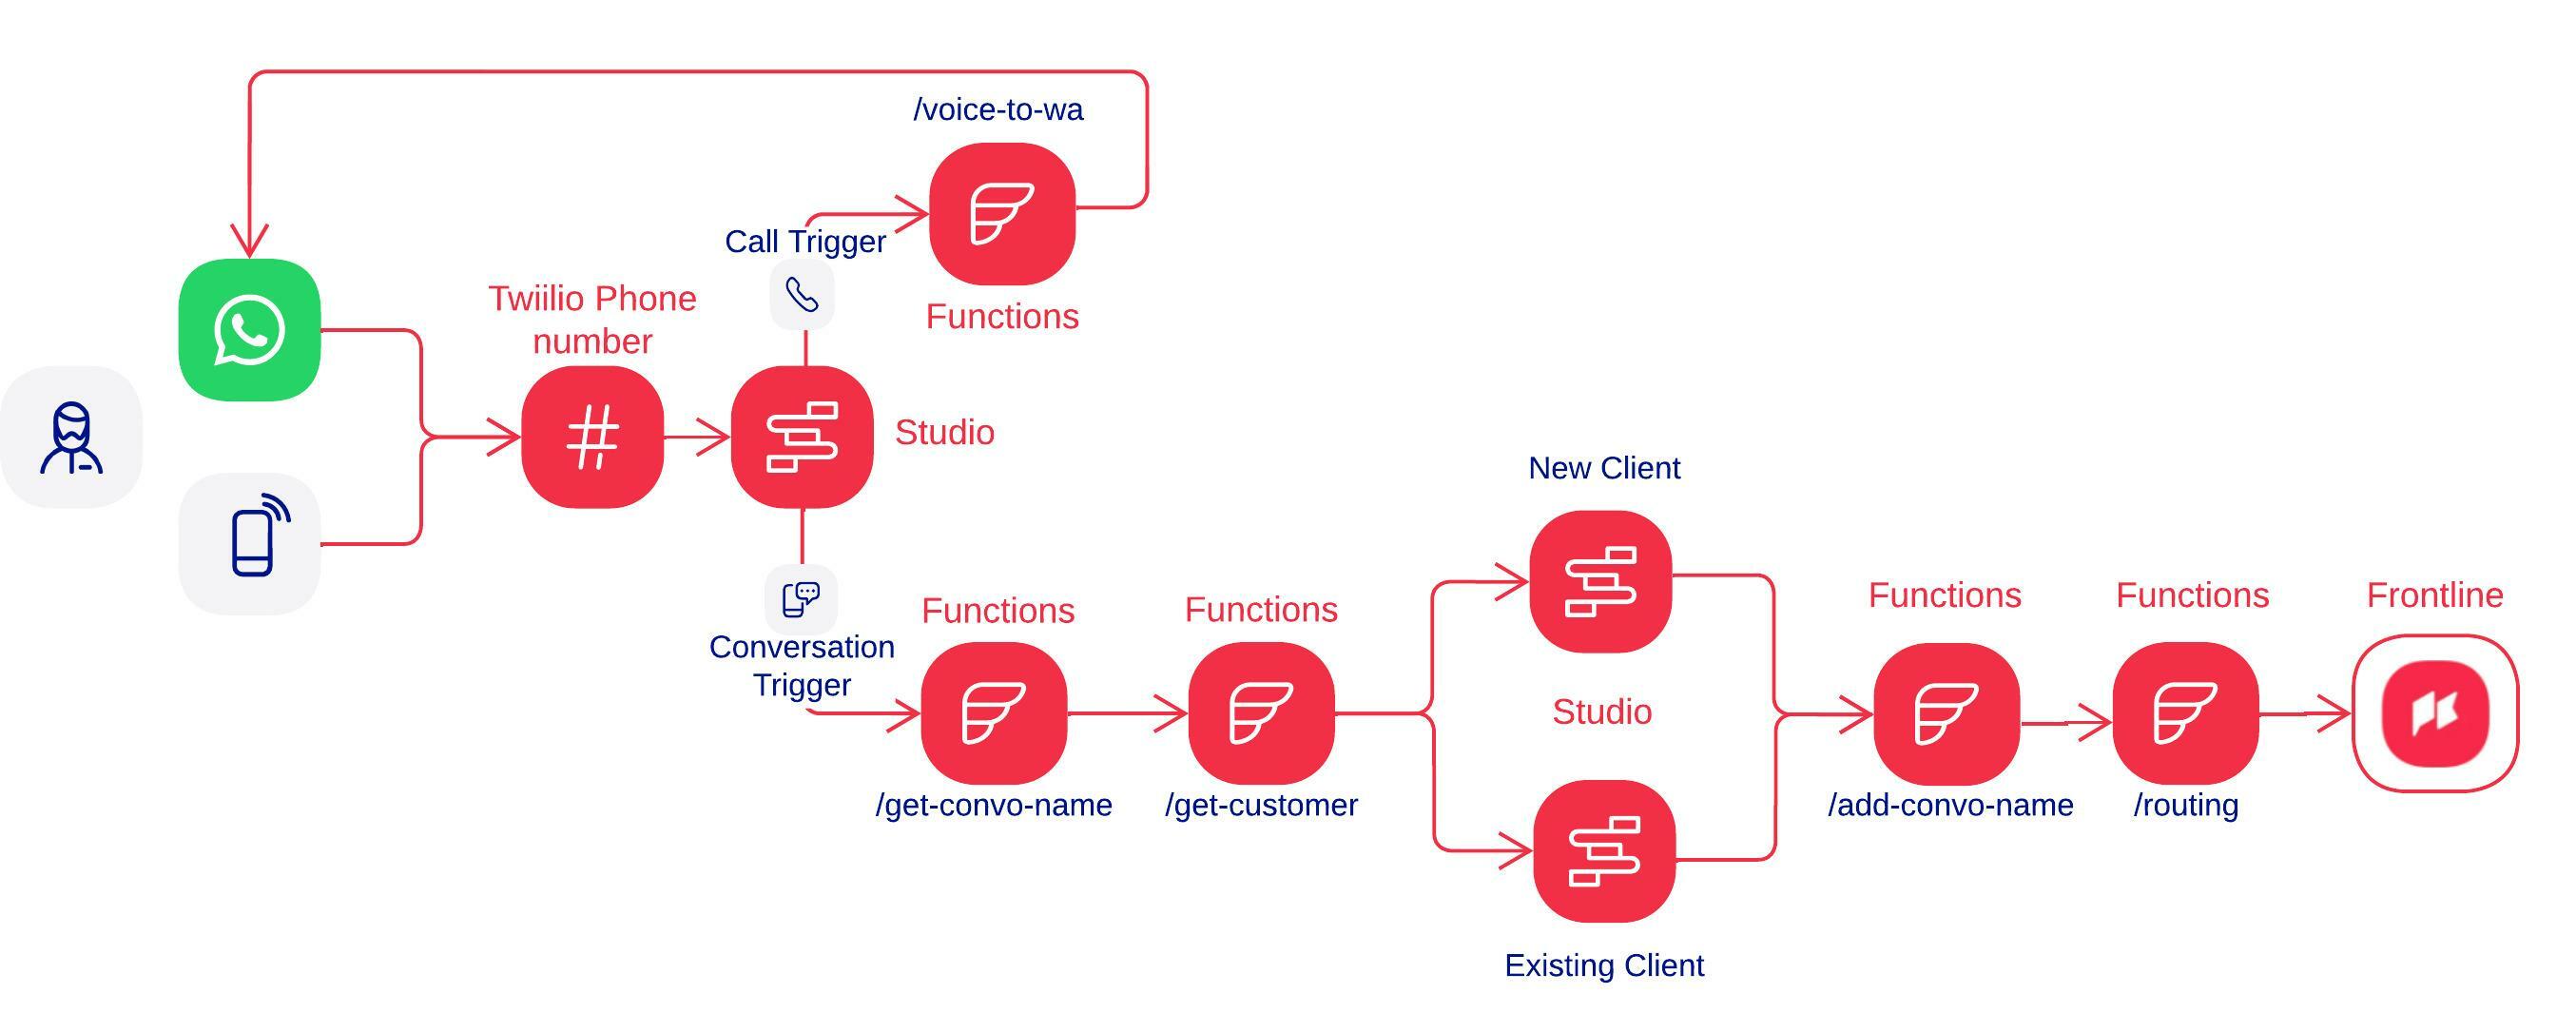 /voice-to-wa
Call Trigger
Functions
Twiilio Phone
number
Studio
Conversation
Trigger
Functions
/get-convo-name
Functions
/get-customer
New Client
Studio
Existing Client
Functions
/add-convo-name
Functions
/routing
Frontline